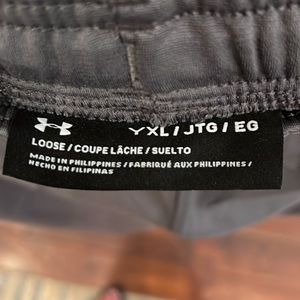 YXL / JTG / EG
LOOSE / COUPE LÂCHE / SUELTO
MADE IN PHILIPPINES / FABRIQUÉ AUX PHILIPPINES /
HECHO EN FILIPINAS